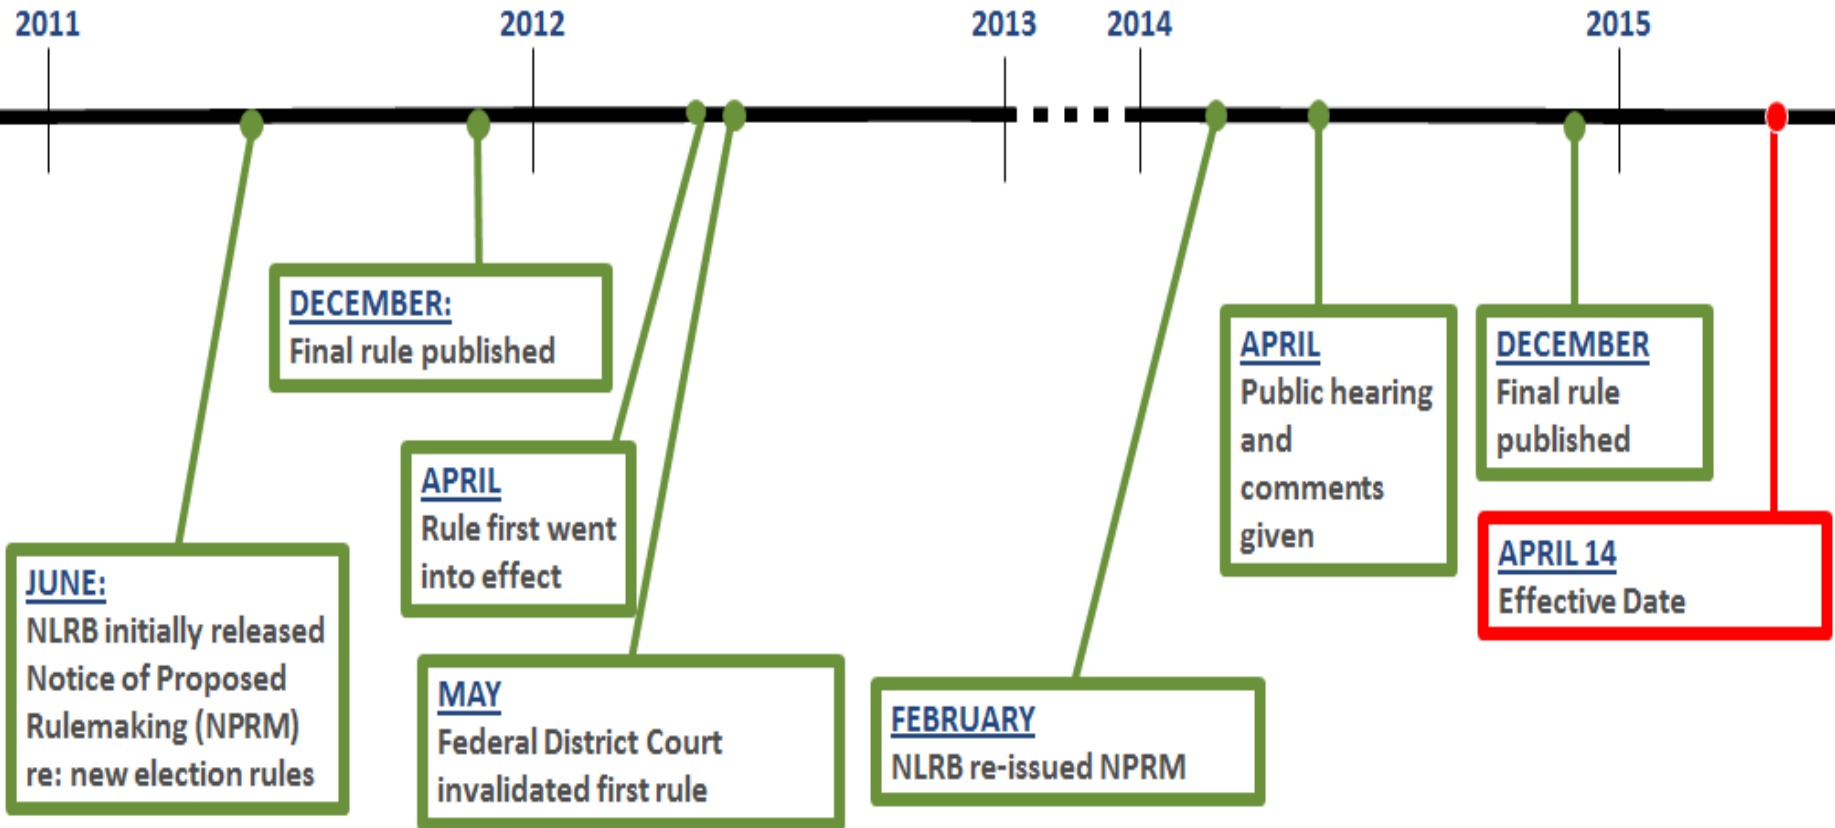 2011
2012
2013
2014
2015
DECEMBER:
Final rule published
APRIL
Rule first went
into effect
JUNE:
NLRB initially released
Notice of Proposed
Rulemaking (NPRM)
re: new election rules
MAY
Federal District Court
invalidated first rule
FEBRUARY
NLRB re-issued NPRM
APRIL
Public hearing
and
comments
given
DECEMBER
Final rule
published
APRIL 14
Effective Date